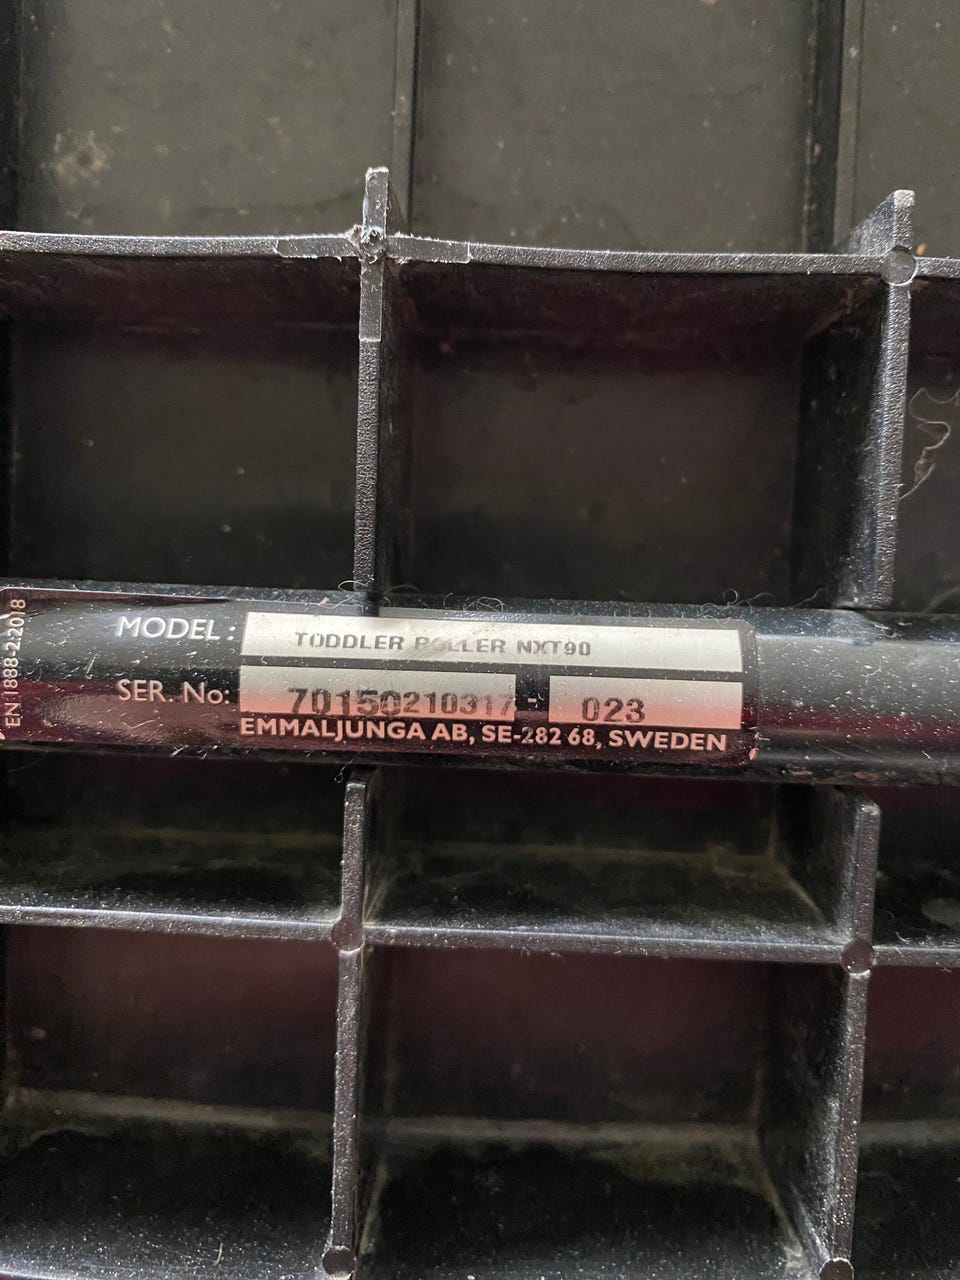 MODEL: TODDLER ROLLER NXT90
SER. No: 70150210317 - 023
EMMALJUNGA AB, SE-282 68, SWEDEN
EN 1888-2:2018